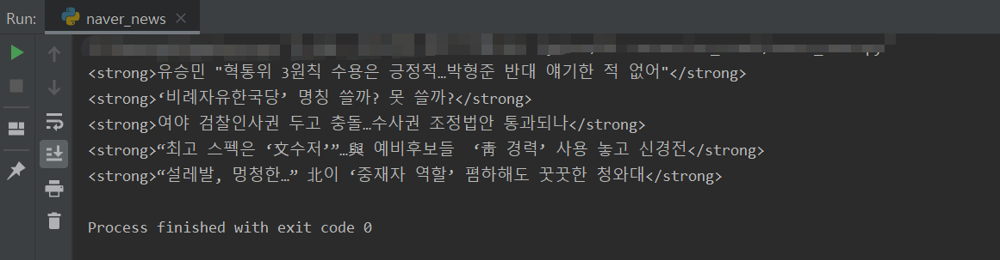 Run:
naver_news
<strong>유승민 "혁통위 3원칙 수용은 긍정적…박형준 반대 얘기한 적 없어"</strong>
<strong>‘비례자유한국당’ 명칭 쓸까? 못 쓸까?</strong>
<strong>여야 검찰인사권 두고 충돌…수사권 조정법안 통과되나</strong>
<strong>“최고 스펙은 ‘文수저’”…與 예비후보들  ‘靑 경력’ 사용 놓고 신경전</strong>
<strong>“설레발, 멍청한…” 北이 ‘중재자 역할’ 폄하해도 꿋꿋한 청와대</strong>
Process finished with exit code 0